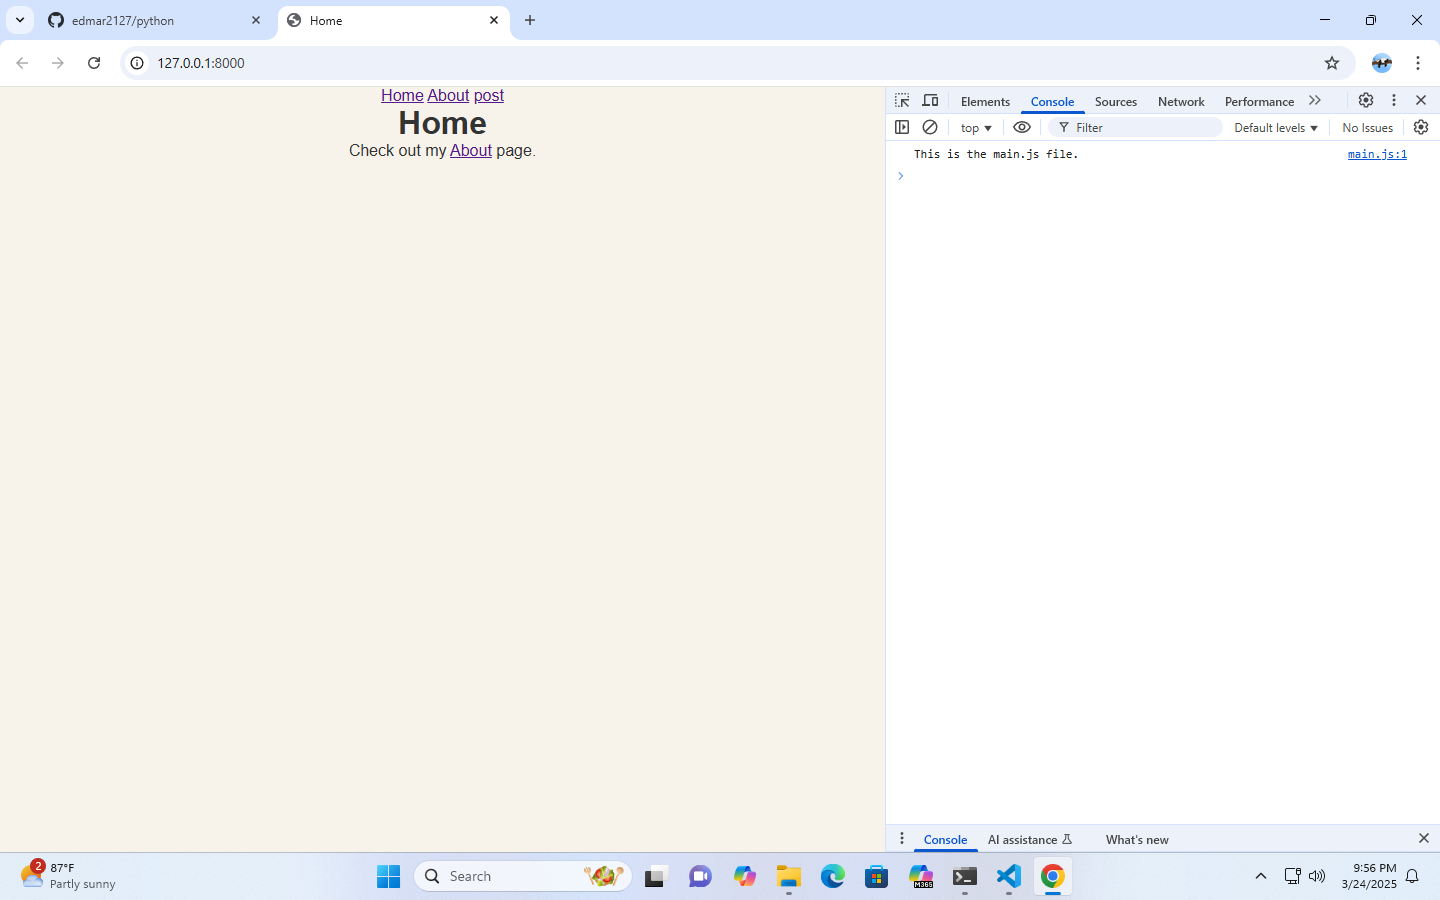 edmar2127/python
Home
127.0.0.1:8000
Home About post
Home
Check out my About page.
Elements Console Sources Network Performance
top Filter Default levels No Issues
This is the main.js file. main.js:1
Console AI assistance What's new
2
87°F
Partly sunny
Search
M365
9:56 PM
3/24/2025